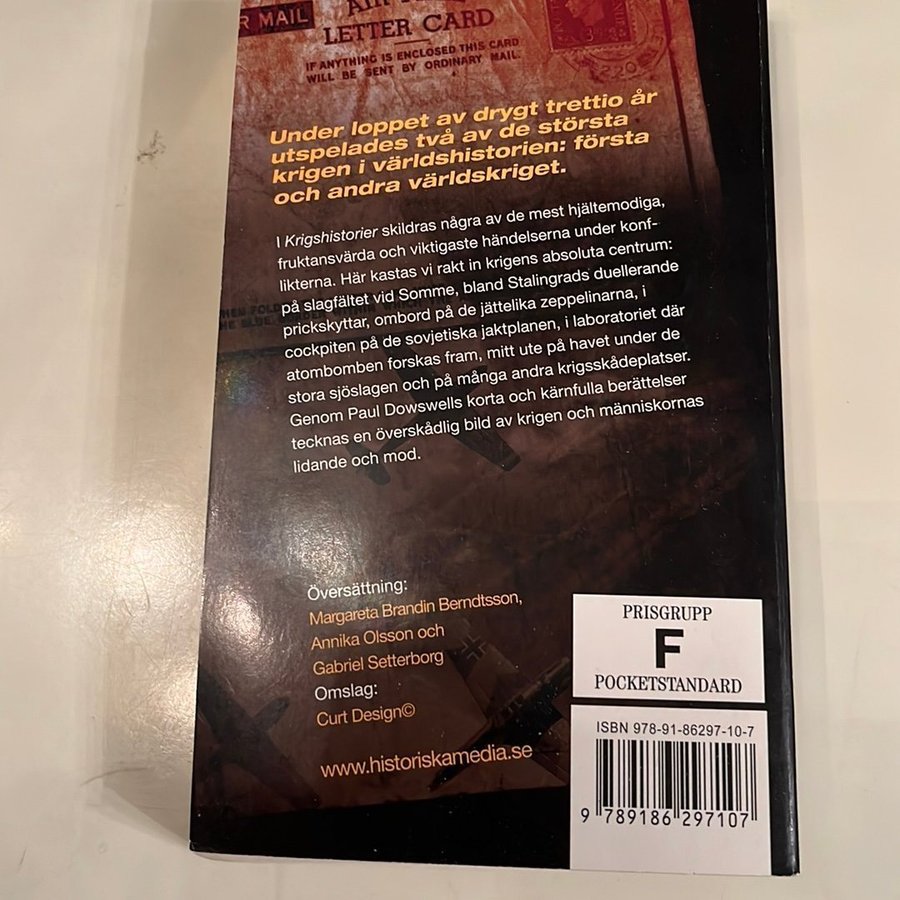 R MAIL
AIR
LETTER CARD
IF ANYTHING IS ENCLOSED THIS CARD
WILL BE SENT BY ORDINARY MAIL.
Under loppet av drygt trettio år
utspelades två av de största
krigen i världshistorien: första
och andra världskriget.
I Krigshistorier skildras några av de mest hjältemodiga,
fruktansvärda och viktigaste händelserna under konf-
likterna. Här kastas vi rakt in krigens absoluta centrum:
på slagfältet vid Somme, bland Stalingrads duellerande
prickskyttar, ombord på de jättelika zeppelinarna, i
cockpiten på de sovjetiska jaktplanen, i laboratoriet där
atombomben forskas fram, mitt ute på havet under de
stora sjöslagen och på många andra krigsskådeplatser.
Genom Paul Dowswells korta och kärnfulla berättelser
tecknas en överskådlig bild av krigen och människornas
lidande och mod.
Översättning:
Margareta Brandin Berndtsson,
Annika Olsson och
Gabriel Setterborg
Omslag:
Curt Design©
www.historiskamedia.se
PRISGRUPP
F
POCKETSTANDARD
ISBN 978-91-86297-10-7
9 789186 297107